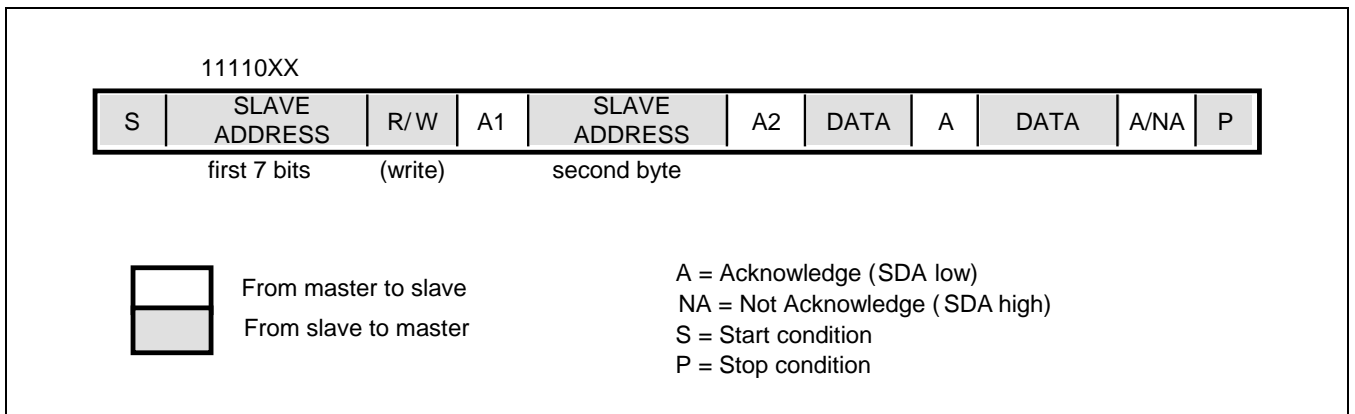 11110XX
S SLAVE ADDRESS R/W A1 SLAVE ADDRESS A2 DATA A DATA A/NA P
first 7 bits (write) second byte
From master to slave
From slave to master
A = Acknowledge (SDA low)
NA = Not Acknowledge (SDA high)
S = Start condition
P = Stop condition